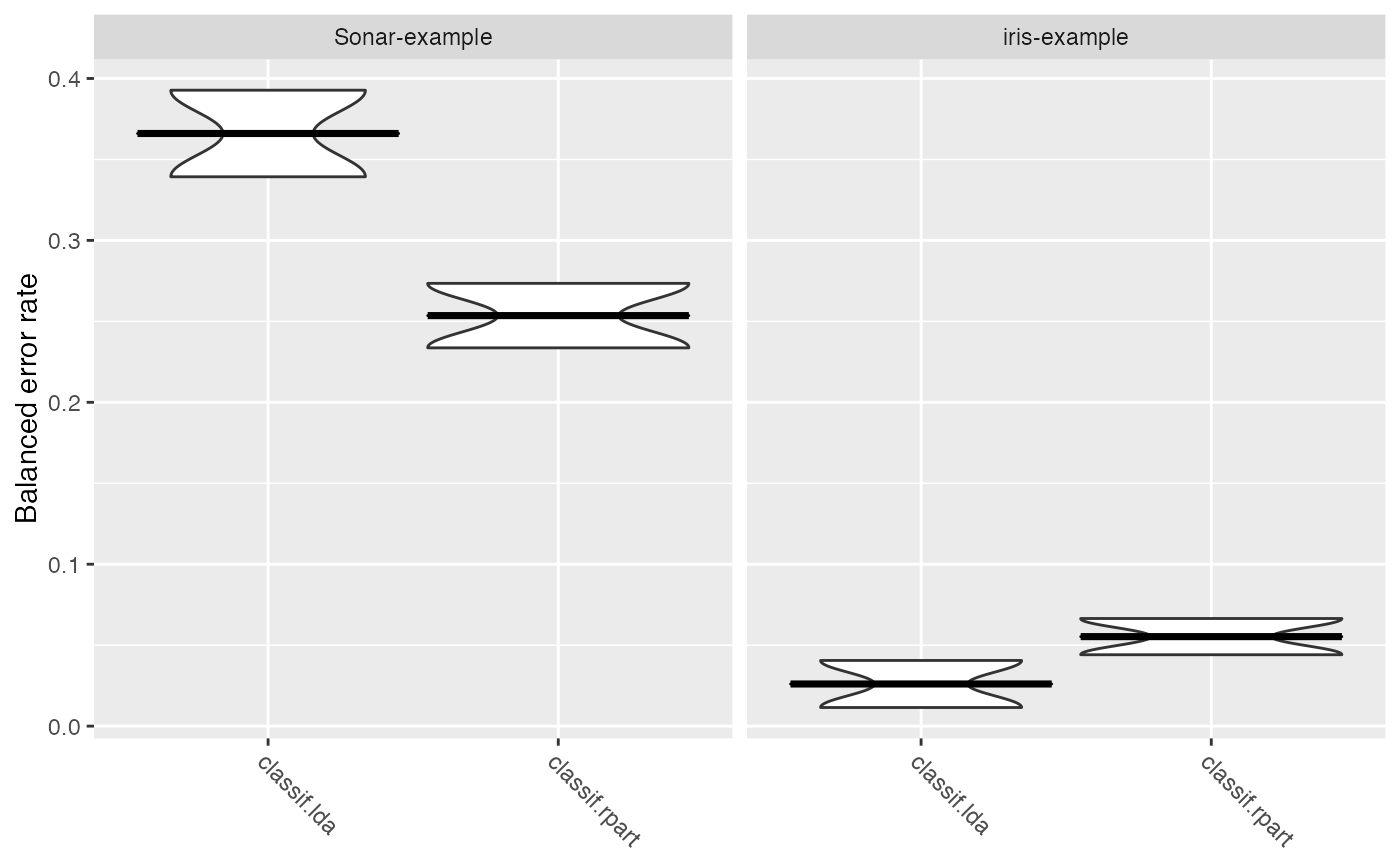 Sonar-example
iris-example
Balanced error rate
0.4
0.3
0.2
0.1
0.0
classif.lda
classif.rpart
classif.lda
classif.rpart